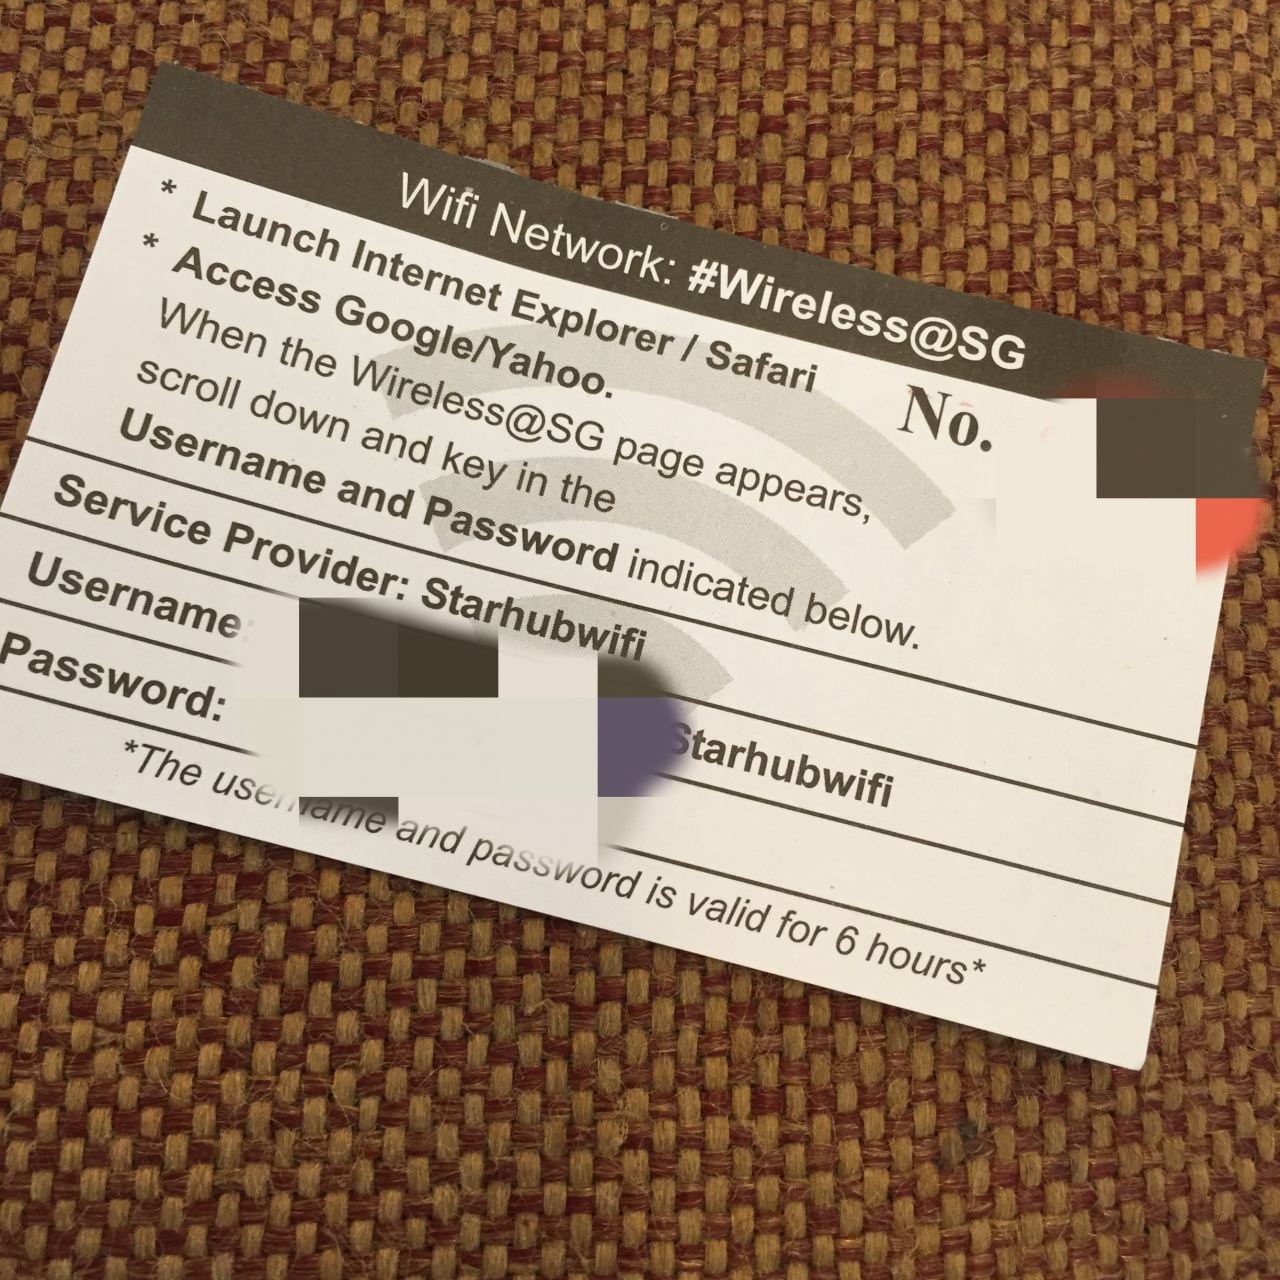 Wifi Network: #Wireless@SG
* Launch Internet Explorer / Safari
* Access Google/Yahoo.
No.
When the Wireless@SG page appears,
scroll down and key in the
Username and Password indicated below.
Service Provider: Starhubwifi
Username: Starhubwifi
Password:
*The username and password is valid for 6 hours*